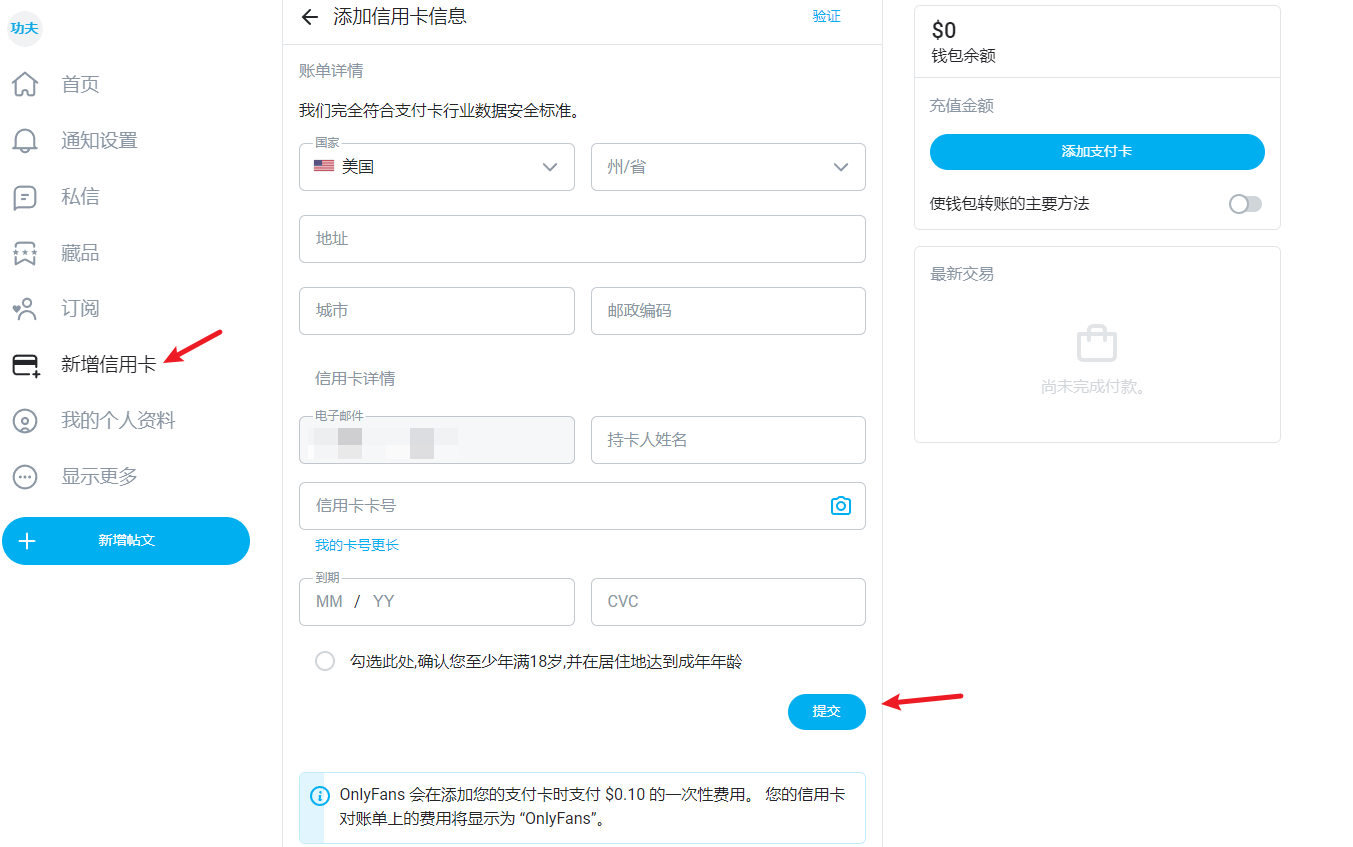 功夫
首页
通知设置
私信
藏品
订阅
新增信用卡
我的个人资料
显示更多
新增帖文
添加信用卡信息
验证
账单详情
我们完全符合支付卡行业数据安全标准。
国家
美国
州/省
地址
城市
邮政编码
信用卡详情
电子邮件
持卡人姓名
信用卡卡号
我的卡号更长
到期
MM / YY
CVC
勾选此处,确认您至少年满18岁,并在居住地达到成年年龄
提交
OnlyFans 会在添加您的支付卡时支付 $0.10 的一次性费用。 您的信用卡
对账单上的费用将显示为 “OnlyFans”。
$0
钱包余额
充值金额
添加支付卡
使钱包转账的主要方法
最新交易
尚未完成付款。